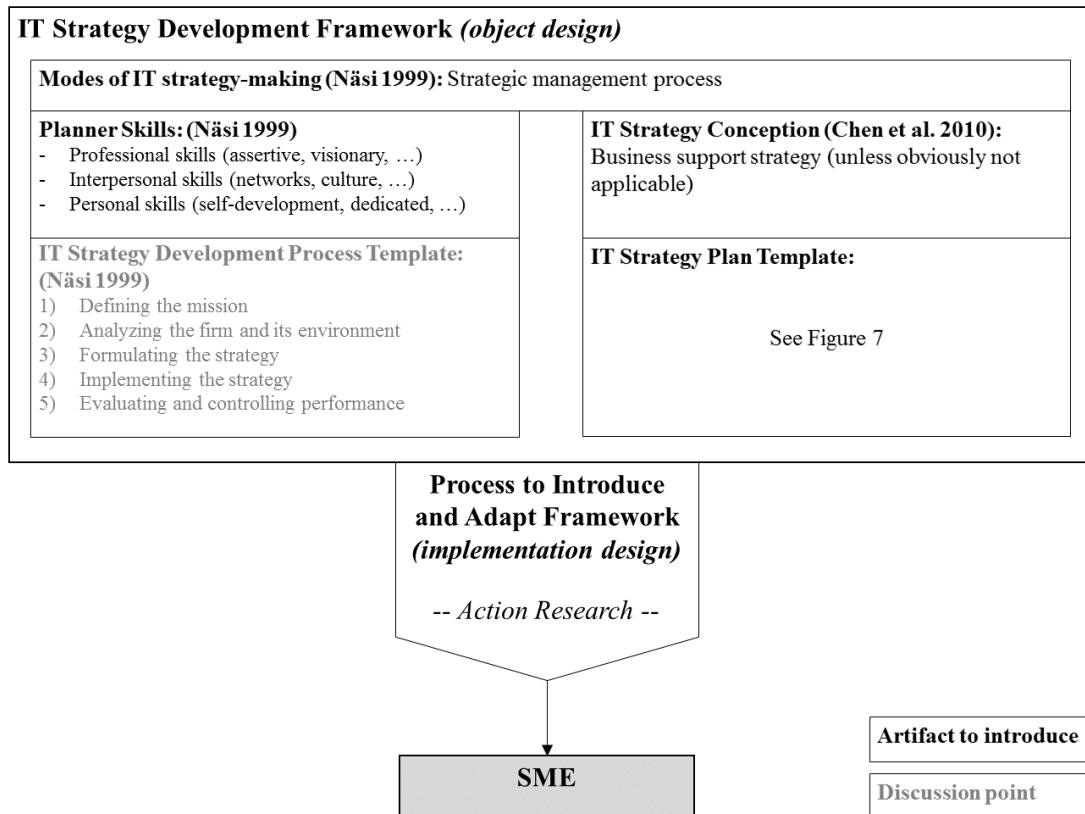 IT Strategy Development Framework (object design)
Modes of IT strategy-making (Näsi 1999): Strategic management process
Planner Skills: (Näsi 1999)
- Professional skills (assertive, visionary, …)
- Interpersonal skills (networks, culture, …)
- Personal skills (self-development, dedicated, …)
IT Strategy Conception (Chen et al. 2010):
Business support strategy (unless obviously not
applicable)
IT Strategy Development Process Template:
(Näsi 1999)
1) Defining the mission
2) Analyzing the firm and its environment
3) Formulating the strategy
4) Implementing the strategy
5) Evaluating and controlling performance
IT Strategy Plan Template:
See Figure 7
Process to Introduce
and Adapt Framework
(implementation design)
-- Action Research --
SME
Artifact to introduce
Discussion point